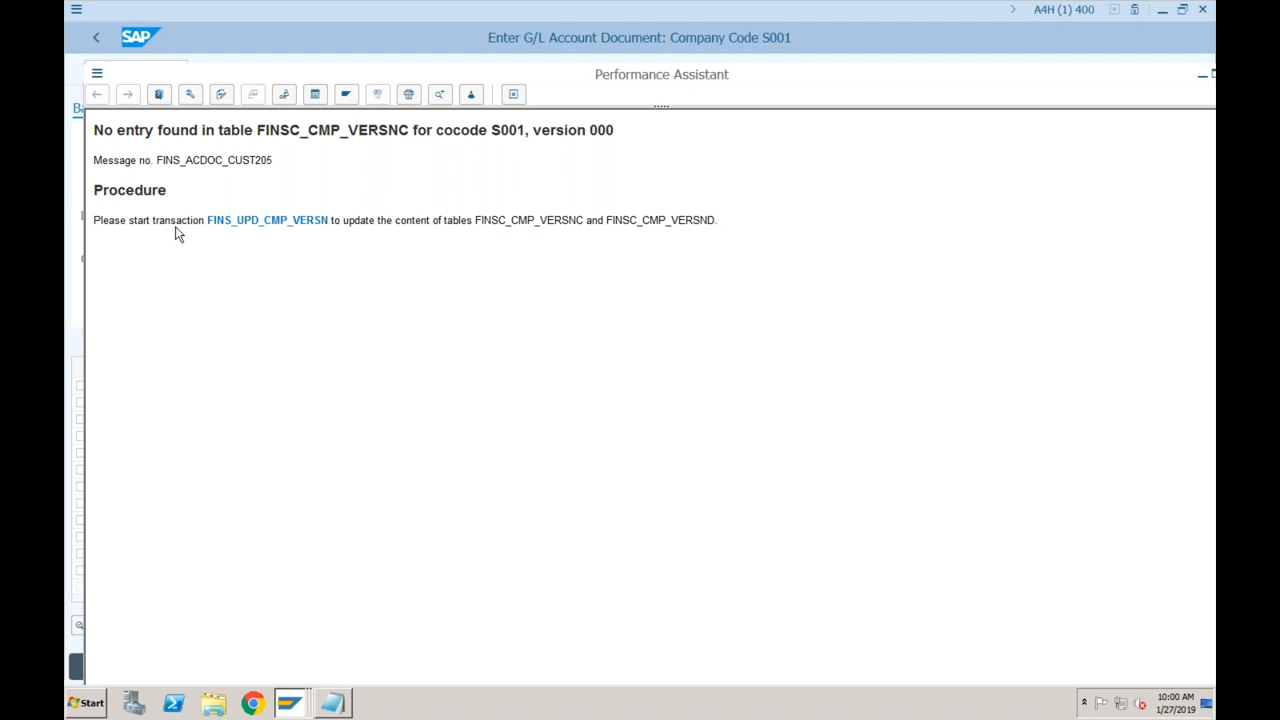 A4H (1) 400
SAP
Enter G/L Account Document: Company Code S001
Performance Assistant
Ba
No entry found in table FINSC_CMP_VERSNC for cocode S001, version 000
Message no. FINS_ACDOC_CUST205
Procedure
Please start transaction FINS_UPD_CMP_VERSN to update the content of tables FINSC_CMP_VERSNC and FINSC_CMP_VERSND.
Start
10:00 AM
1/27/2019